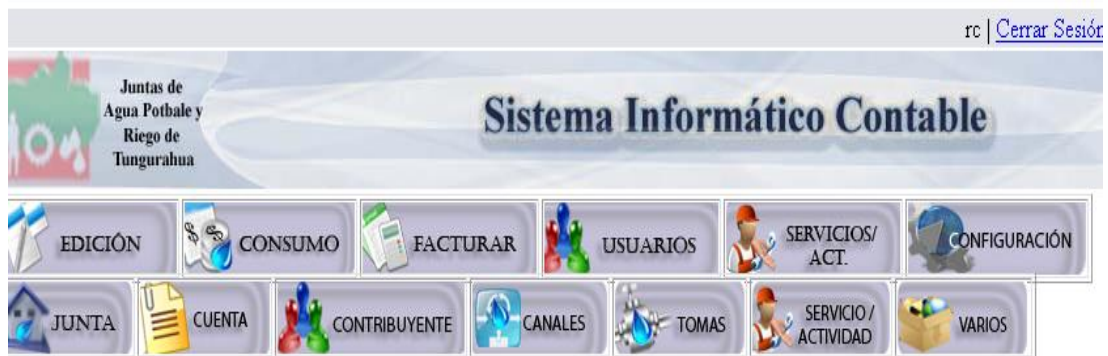 rc | Cerrar Sesión
Juntas de
Agua Potbale y
Riego de
Tungurahua
Sistema Informático Contable
EDICIÓN
CONSUMO
FACTURAR
USUARIOS
SERVICIOS/
ACT.
CONFIGURACIÓN
JUNTA
CUENTA
CONTRIBUYENTE
CANALES
TOMAS
SERVICIO /
ACTIVIDAD
VARIOS